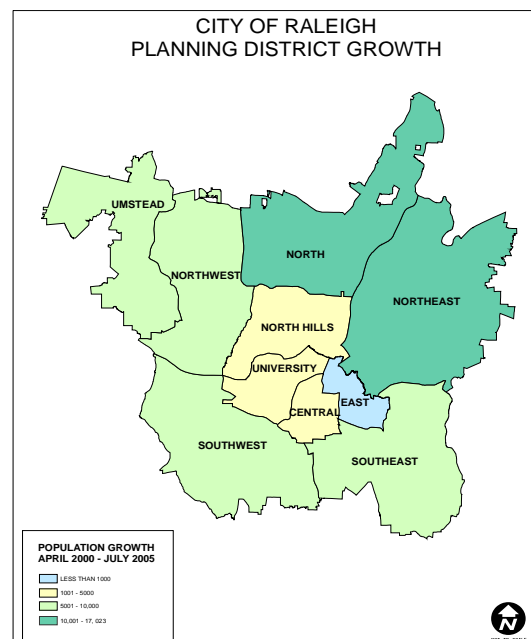 CITY OF RALEIGH
PLANNING DISTRICT GROWTH
UMSTEAD
NORTHWEST
NORTH
NORTHEAST
NORTH HILLS
UNIVERSITY
EAST
CENTRAL
SOUTHWEST
SOUTHEAST
POPULATION GROWTH
APRIL 2000 - JULY 2005
LESS THAN 1000
1001 - 5000
5001 - 10,000
10,001 - 17, 023
N